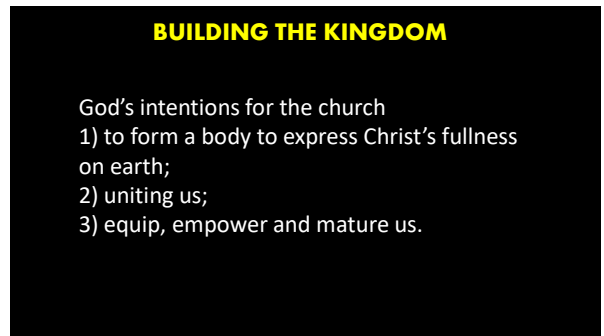 BUILDING THE KINGDOM
God’s intentions for the church
1) to form a body to express Christ’s fullness
on earth;
2) uniting us;
3) equip, empower and mature us.